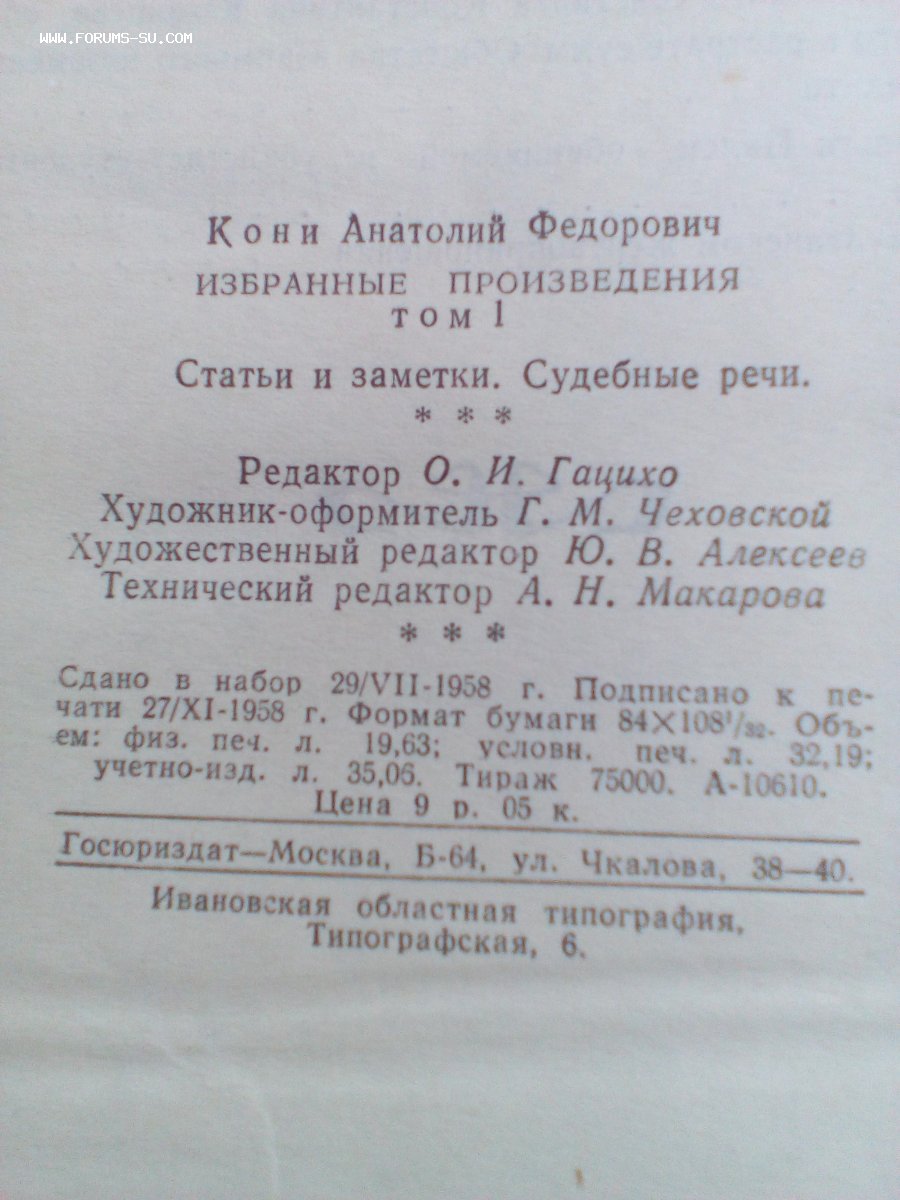 WWW.FORUMS-SU.COM
Кони Анатолий Федорович
ИЗБРАННЫЕ ПРОИЗВЕДЕНИЯ
том 1
Статьи и заметки. Судебные речи.
* * *
Редактор О. И. Гацихо
Художник-оформитель Г. М. Чеховской
Художественный редактор Ю. В. Алексеев
Технический редактор А. Н. Макарова
* * *
Сдано в набор 29/VII-1958 г. Подписано к пе-
чати 27/XI-1958 г. Формат бумаги 84×108¹/₃₂. Объ-
ем: физ. печ. л. 19,63; условн. печ. л. 32,19;
учетно-изд. л. 35,06. Тираж 75000. А-10610.
Цена 9 р. 05 к.
Госюриздат—Москва, Б-64, ул. Чкалова, 38—40.
Ивановская областная типография,
Типографская, 6.